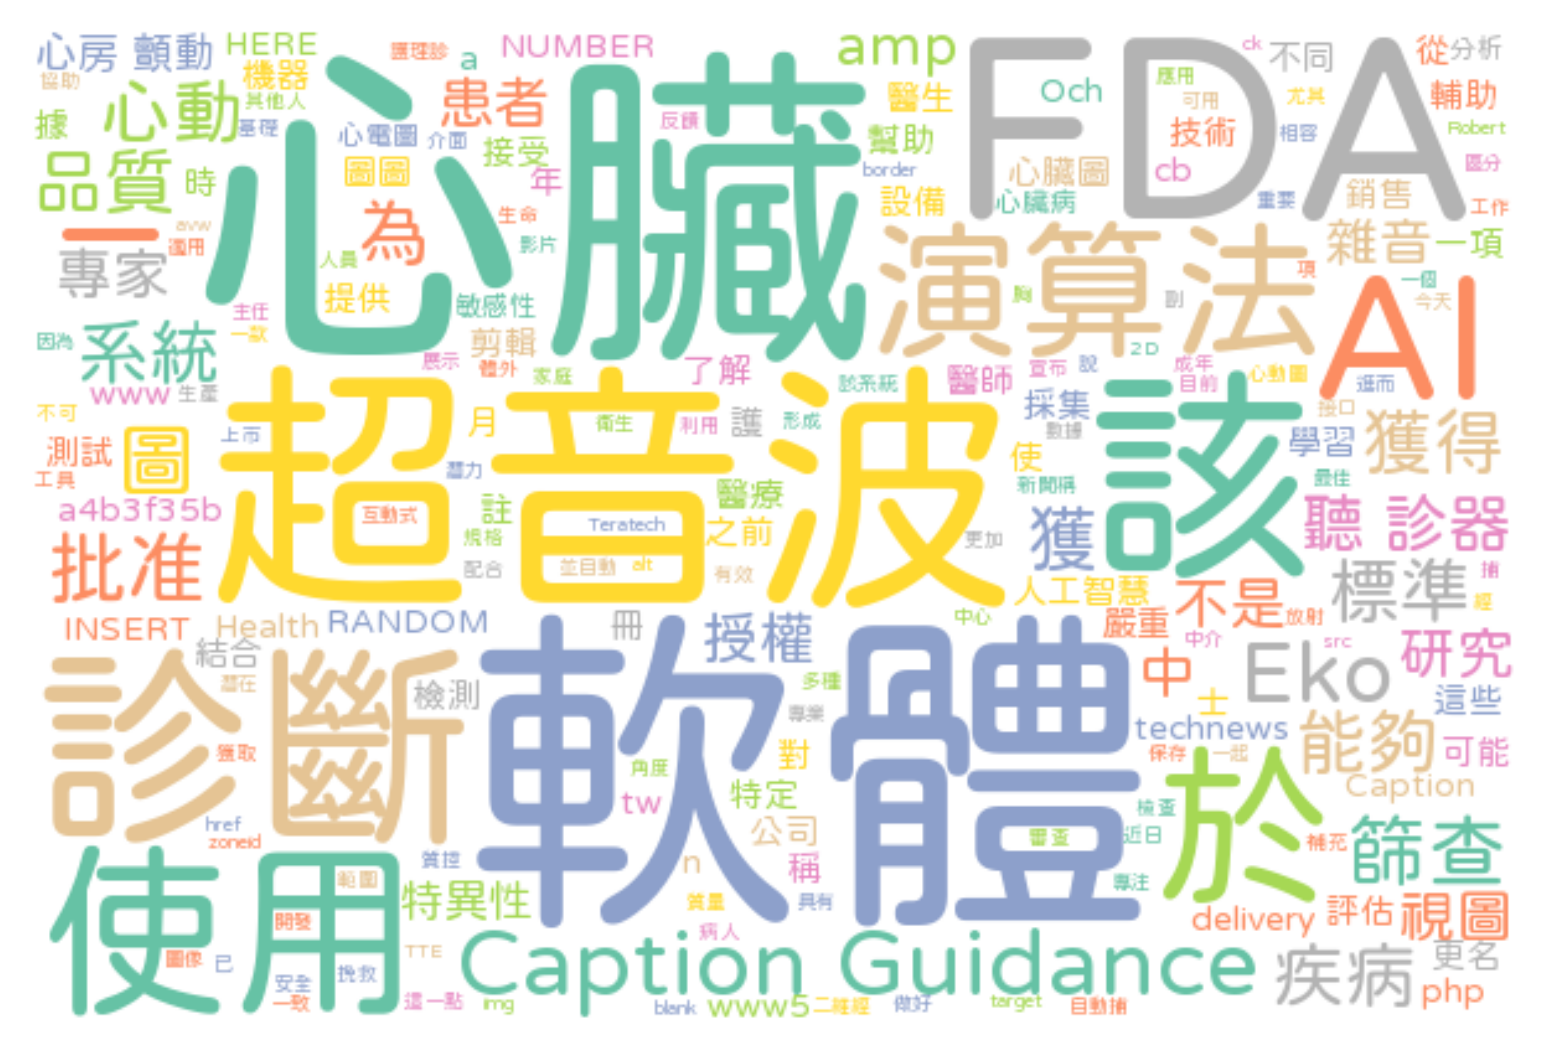 心房 顫動
HERE
護理診
a
NUMBER
amp
FDA
ck
不同
從
分析
協助
機器
心臟
患者
醫生
Och
應用
可用
尤其
輔助
據
心動
其他人
基礎
心電圖
介面
接受
反饋
幫助
技術
相容
Robert
品質
時
圖圖
年
border
心臟圖
cb
區分
一
avw
適用
為
生命
影片
設備
心臟病
重要
銷售
工作
專家
人員
提供
敏感性
演算法
項
雜音
一項
主任
一款
胸
副
一個
今天
因為
系統
剪輯
展示
體外
家庭
了解
診系統
醫師
2D
宣布
說
成年
目前
心動圖
AI
進而
www
生產
不可
上市
超音波
月
衛生
利用
護
形成
採集
數據
該
接口
學習
獲得
測試
圖
工具
潛力
醫療
使
新聞稱
最佳
a4b3f35b
互動式
註
Teratech
之前
獲
聽 診器
規格
更加
批准
配合
並自動
alt
有效
人工智慧
標準
捕
經
不是
INSERT
Health
RANDOM
冊
授權
中心
嚴重
放射
中介
src
研究
結合
潛在
診斷
檢測
軟體
多種
專業
中
士
Eko
這些
獲取
角度
對
technews
能夠
可能
保存
一起
tw
特定
Caption
href
zoneid
公司
檢查
於
質控
n
稱
審查
近日
補充
篩查
使用
範圍
特異性
質量
具有
專注
開發
病人
delivery
評估
視圖
圖像
已
TTE
Caption Guidance
疾病
更名
安全
挽救
一致
這一點
img
blank
www5
二維經
做好
target
自動捕
php